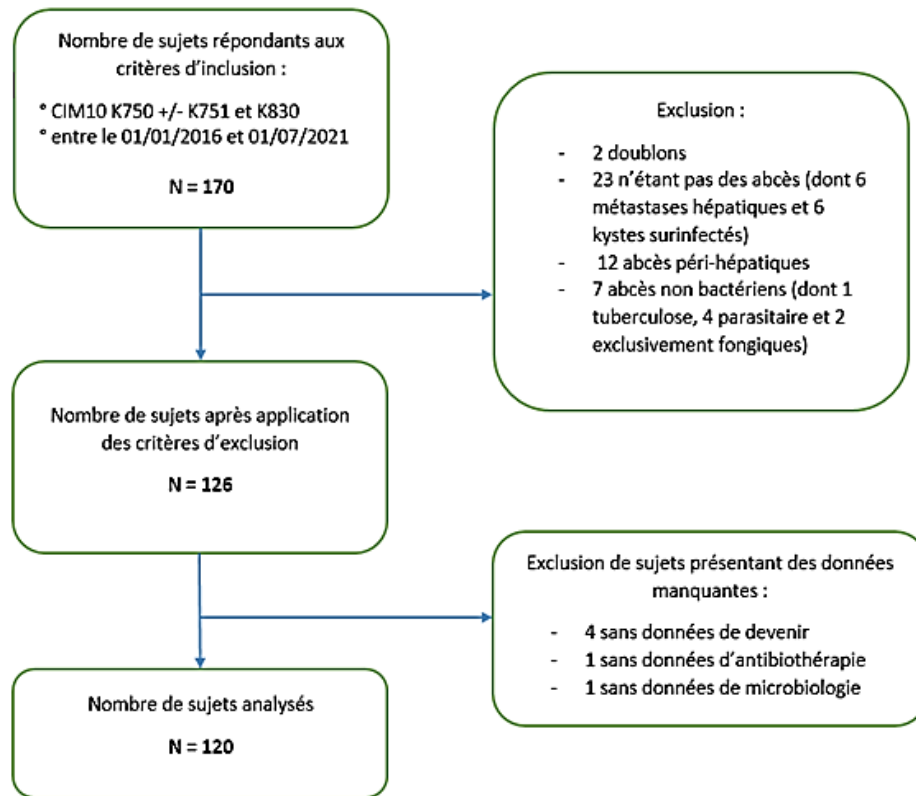 Nombre de sujets répondants aux
critères d'inclusion :
° CIM10 K750 +/- K751 et K830
° entre le 01/01/2016 et 01/07/2021
N = 170
Exclusion :
- 2 doublons
- 23 n'étant pas des abcès (dont 6
métastases hépatiques et 6
kystes surinfectés)
- 12 abcès péri-hépatiques
- 7 abcès non bactériens (dont 1
tuberculose, 4 parasitaire et 2
exclusivement fongiques)
Nombre de sujets après application
des critères d'exclusion
N = 126
Exclusion de sujets présentant des données
manquantes :
- 4 sans données de devenir
- 1 sans données d'antibiothérapie
- 1 sans données de microbiologie
Nombre de sujets analysés
N = 120